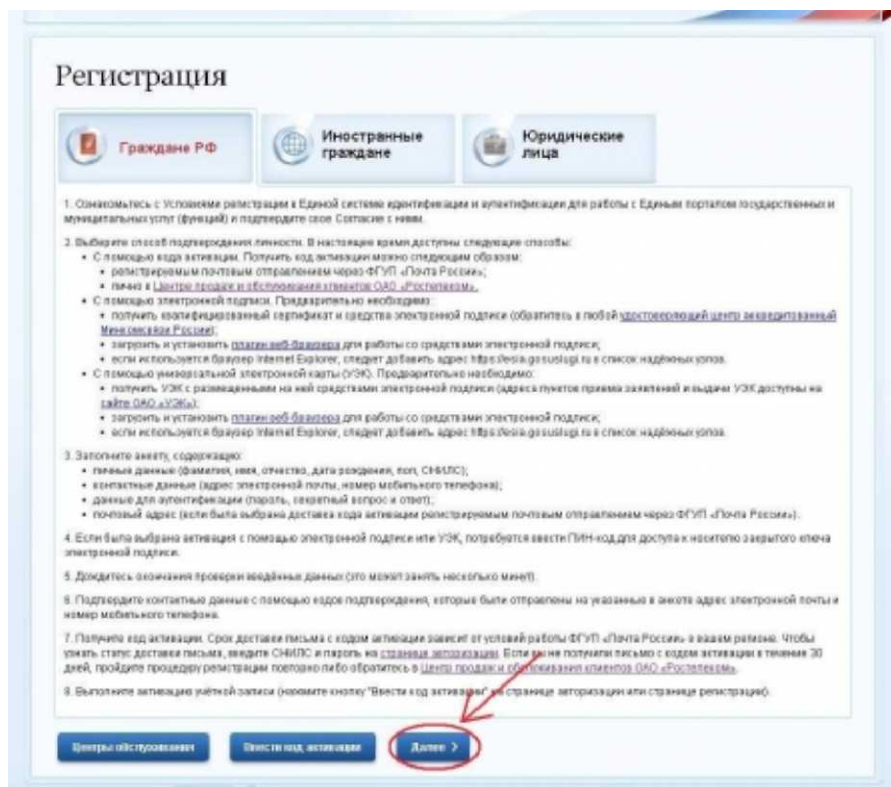 Регистрация
Граждане РФ
Иностранные
граждане
Юридические
лица
1. Ознакомьтесь с Условиями регистрации в Единой системе идентификации и аутентификации для работы с Единым порталом государственных и
муниципальных услуг (функций) и подтвердите свое Согласие с ними.
2. Выберите способ подтверждения личности. В настоящее время доступны следующие способы:
• С помощью кода активации. Получить код активации можно следующим образом:
• регистрируемым почтовым отправлением через ФГУП «Почта России»;
• лично в Центре продаж и обслуживания клиентов ОАО «Ростелеком».
• С помощью электронной подписи. Предварительно необходимо:
• получить квалифицированный сертификат и средства электронной подписи (обратитесь в любой удостоверяющий центр аккредитованный
Минкомсвязи России);
• загрузить и установить плагин веб-браузера для работы со средствами электронной подписи;
• если используется браузер Internet Explorer, следует добавить адрес https://esia.gosuslugi.ru в список надёжных узлов.
• С помощью универсальной электронной карты (УЭК). Предварительно необходимо:
• получить УЭК с размещенными на ней средствами электронной подписи (адреса пунктов приема заявлений и выдачи УЭК доступны на
сайте ОАО «УЭК»);
• загрузить и установить плагин веб-браузера для работы со средствами электронной подписи;
• если используется браузер Internet Explorer, следует добавить адрес https://esia.gosuslugi.ru в список надёжных узлов.
3. Заполните анкету, содержащую:
• личные данные (фамилия, имя, отчество, дата рождения, пол, СНИЛС);
• контактные данные (адрес электронной почты, номер мобильного телефона);
• данные для аутентификации (пароль, секретный вопрос и ответ);
• почтовый адрес (если была выбрана доставка кода активации регистрируемым почтовым отправлением через ФГУП «Почта России»).
4. Если была выбрана активация с помощью электронной подписи или УЭК, потребуется ввести ПИН-код для доступа к носителю закрытого ключа
электронной подписи.
5. Дождитесь окончания проверки введённых данных (это может занять несколько минут).
6. Подтвердите контактные данные с помощью кодов подтверждения, которые были отправлены на указанные в анкете адрес электронной почты и
номер мобильного телефона.
7. Получите код активации. Срок доставки письма с кодом активации зависит от условий работы ФГУП «Почта России» в вашем регионе. Чтобы
узнать статус доставки письма, введите СНИЛС и пароль на странице авторизации. Если вы не получили письмо с кодом активации в течение 30
дней, пройдите процедуру регистрации повторно либо обратитесь в Центр продаж и обслуживания клиентов ОАО «Ростелеком».
8. Выполните активацию учётной записи (нажмите кнопку "Ввести код активации" на странице авторизации или странице регистрации).
Центры обслуживания
Ввести код активации
Далее >